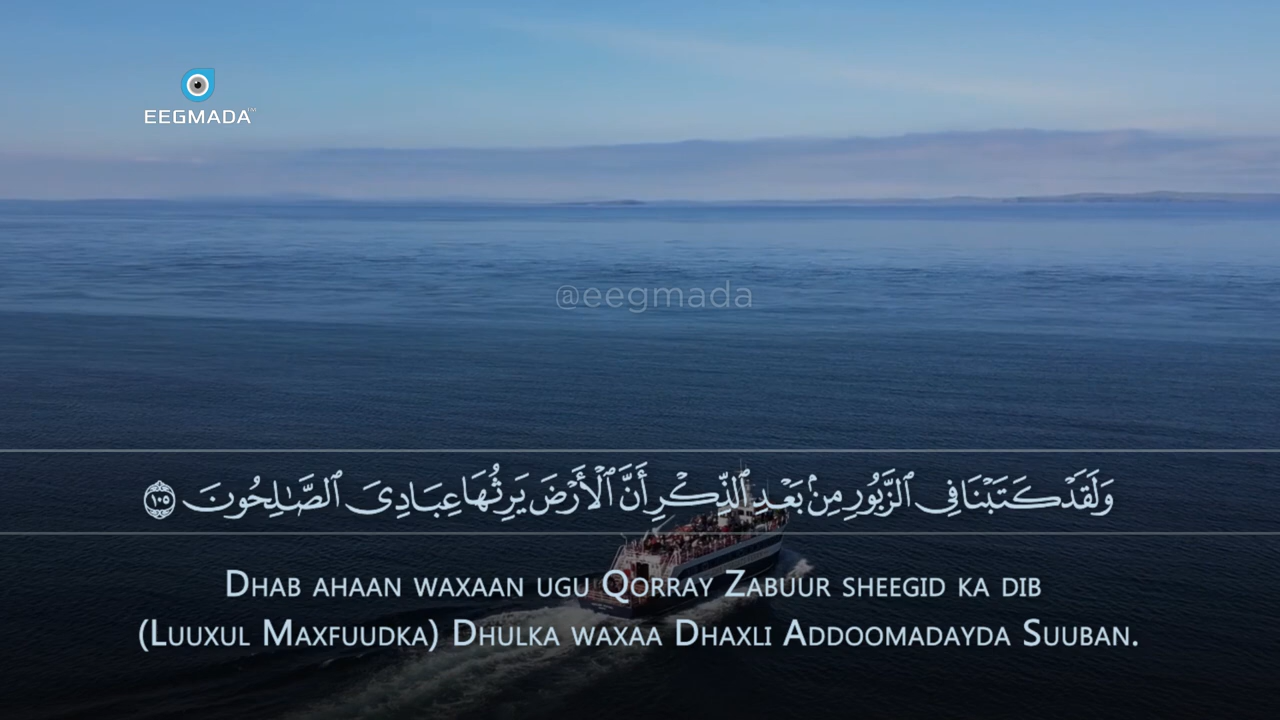 EEGMADA™
@eegmada
وَلَقَدْ كَتَبْنَا فِى ٱلزَّبُورِ مِنۢ بَعْدِ ٱلذِّكْرِ أَنَّ ٱلْأَرْضَ يَرِثُهَا عِبَادِىَ ٱلصَّٰلِحُونَ ١٠٥
Dhab ahaan waxaan ugu Qorray Zabuur sheegid ka dib
(Luuxul Maxfuudka) Dhulka waxaa Dhaxli Addoomadayda Suuban.